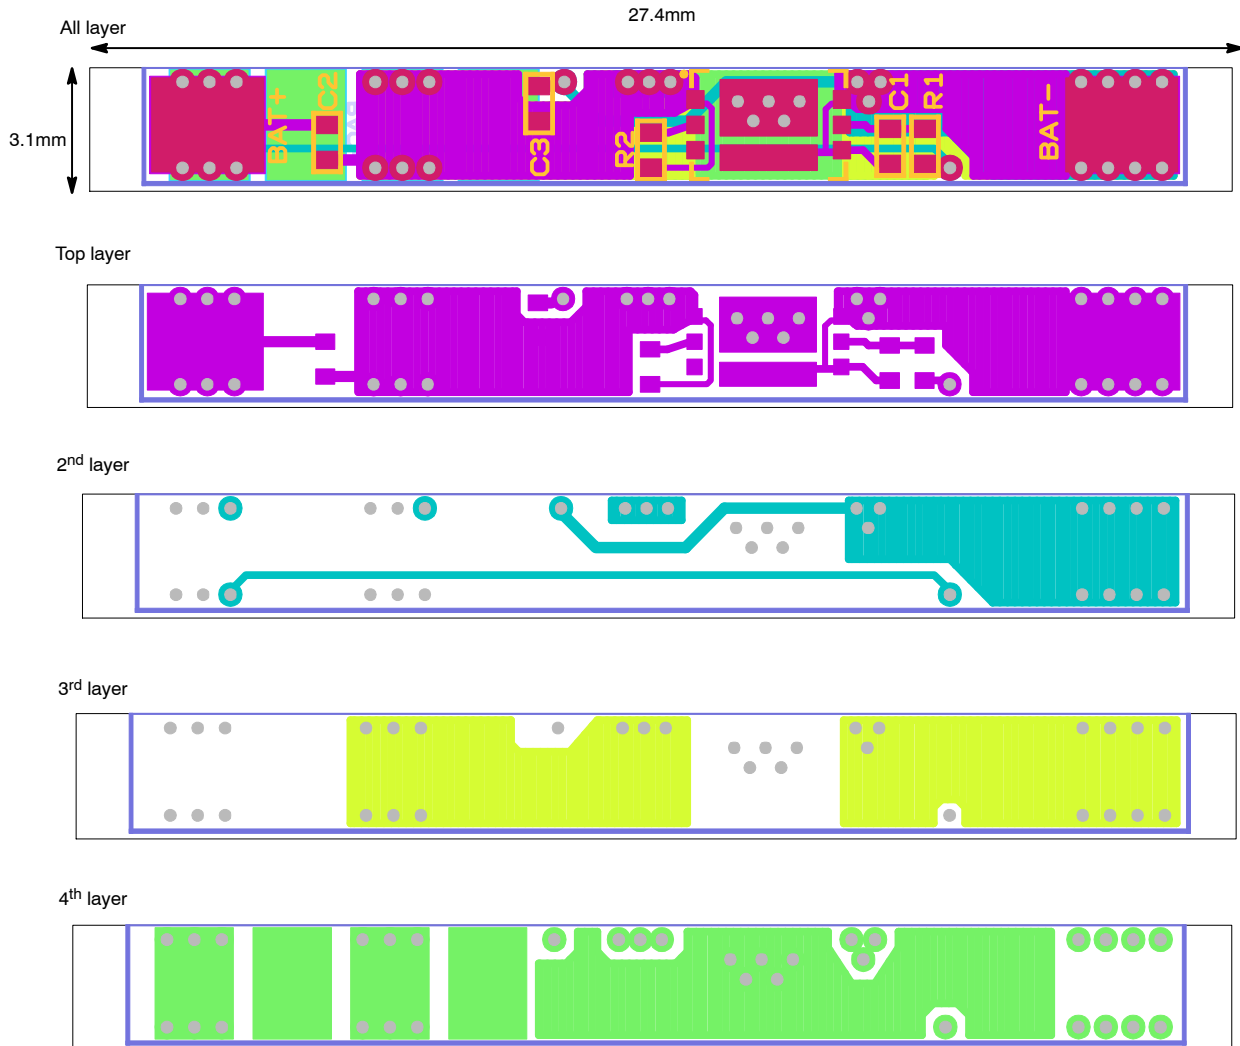 27.4mm
All layer
3.1mm
BAT+
C2
C3
R2
C1
R1
BAT-
Top layer
2nd layer
3rd layer
4th layer